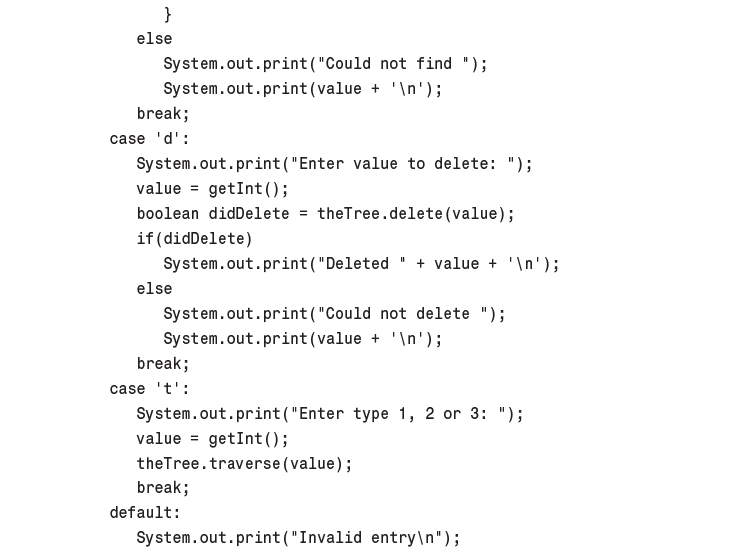 }
else
System.out.print("Could not find ");
System.out.print(value + '\n');
break;
case 'd':
System.out.print("Enter value to delete: ");
value = getInt();
boolean didDelete = theTree.delete(value);
if(didDelete)
System.out.print("Deleted " + value + '\n');
else
System.out.print("Could not delete ");
System.out.print(value + '\n');
break;
case 't':
System.out.print("Enter type 1, 2 or 3: ");
value = getInt();
theTree.traverse(value);
break;
default:
System.out.print("Invalid entry\n");